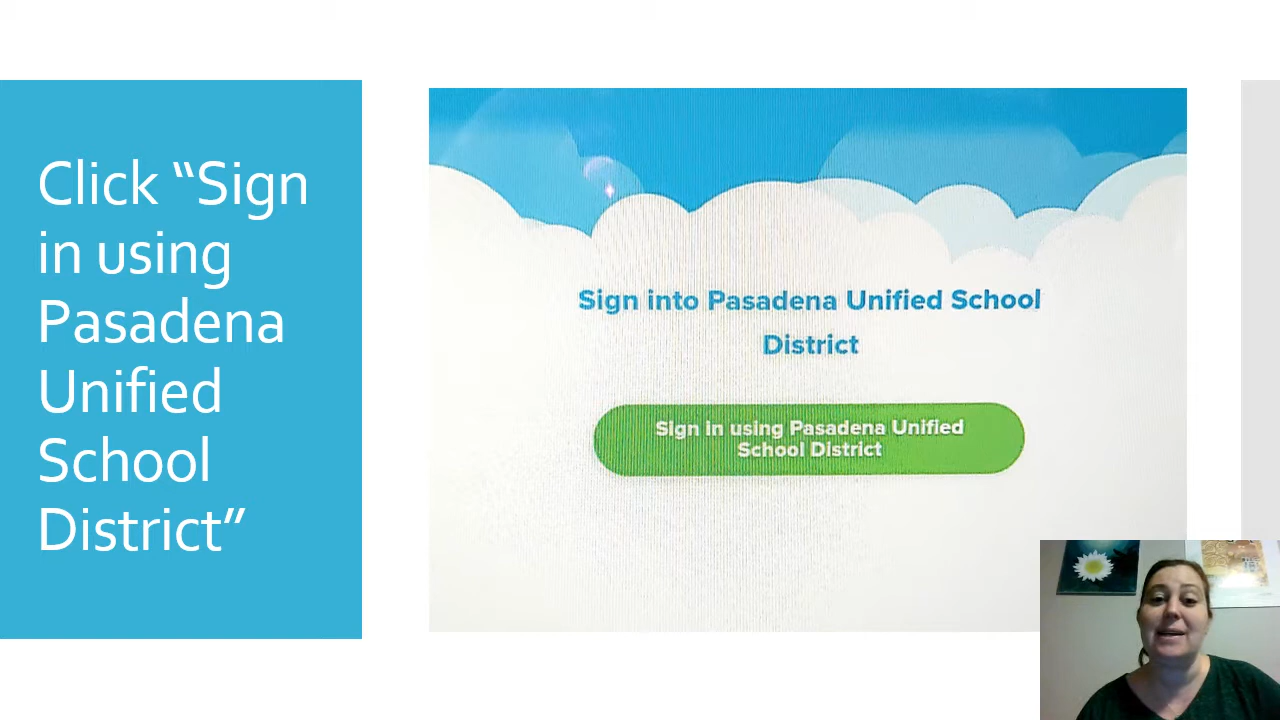 Click “Sign
in using
Pasadena
Unified
School
District”
Sign into Pasadena Unified School
District
Sign in using Pasadena Unified
School District